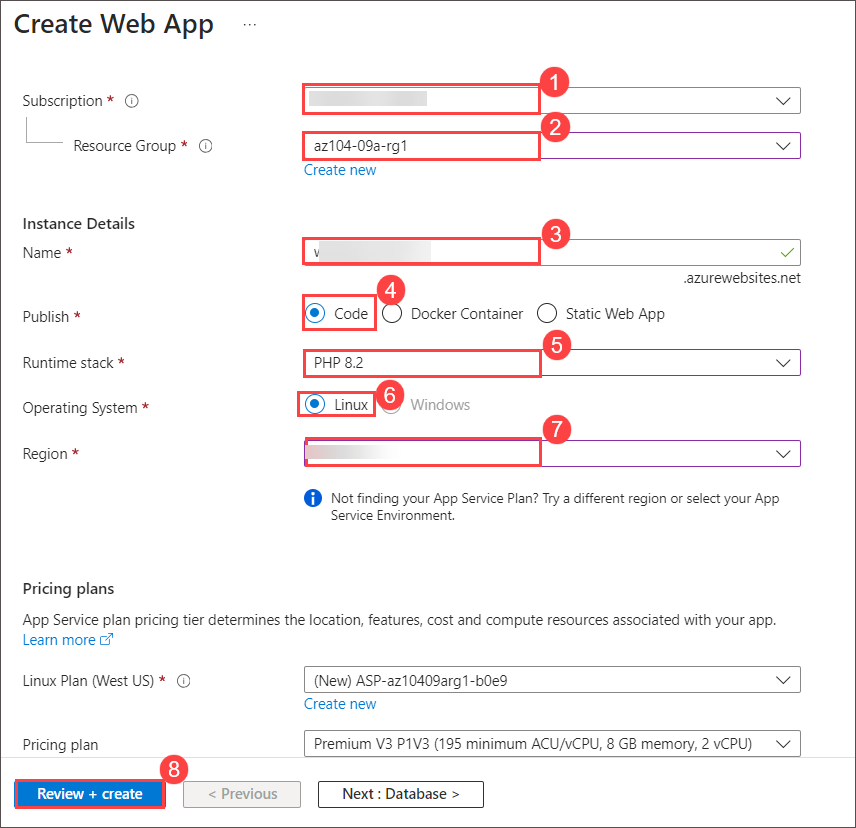 Create Web App ...
1
Subscription *
2
Resource Group * az104-09a-rg1
Create new
Instance Details
3
Name *
.azurewebsites.net
4
Publish * Code Docker Container Static Web App
5
Runtime stack * PHP 8.2
6
Operating System * Linux Windows
7
Region *
Not finding your App Service Plan? Try a different region or select your App
Service Environment.
Pricing plans
App Service plan pricing tier determines the location, features, cost and compute resources associated with your app.
Learn more
Linux Plan (West US) * (New) ASP-az10409arg1-b0e9
Create new
Pricing plan Premium V3 P1V3 (195 minimum ACU/vCPU, 8 GB memory, 2 vCPU)
8
Review + create < Previous Next : Database >